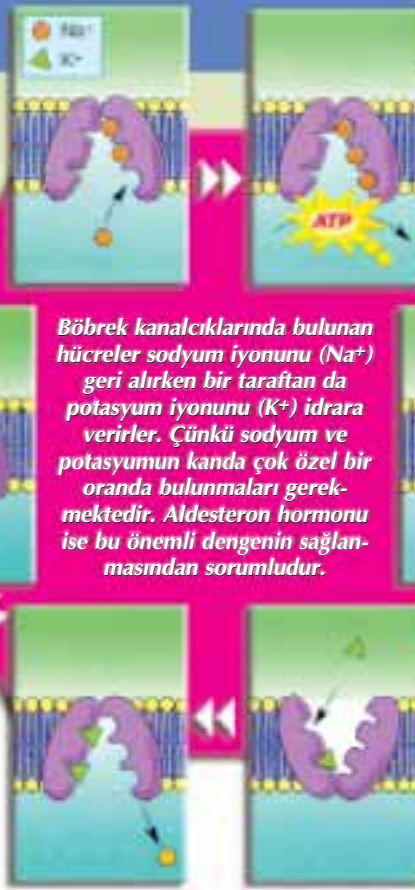 Na+
K+
ATP
Böbrek kanalcıklarında bulunan
hücreler sodyum iyonunu (Na+)
geri alırken bir taraftan da
potasyum iyonunu (K+) idrara
verirler. Çünkü sodyum ve
potasyumun kanda çok özel bir
oranda bulunmaları gerek-
mektedir. Aldesteron hormonu
ise bu önemli dengenin sağlan-
masından sorumludur.